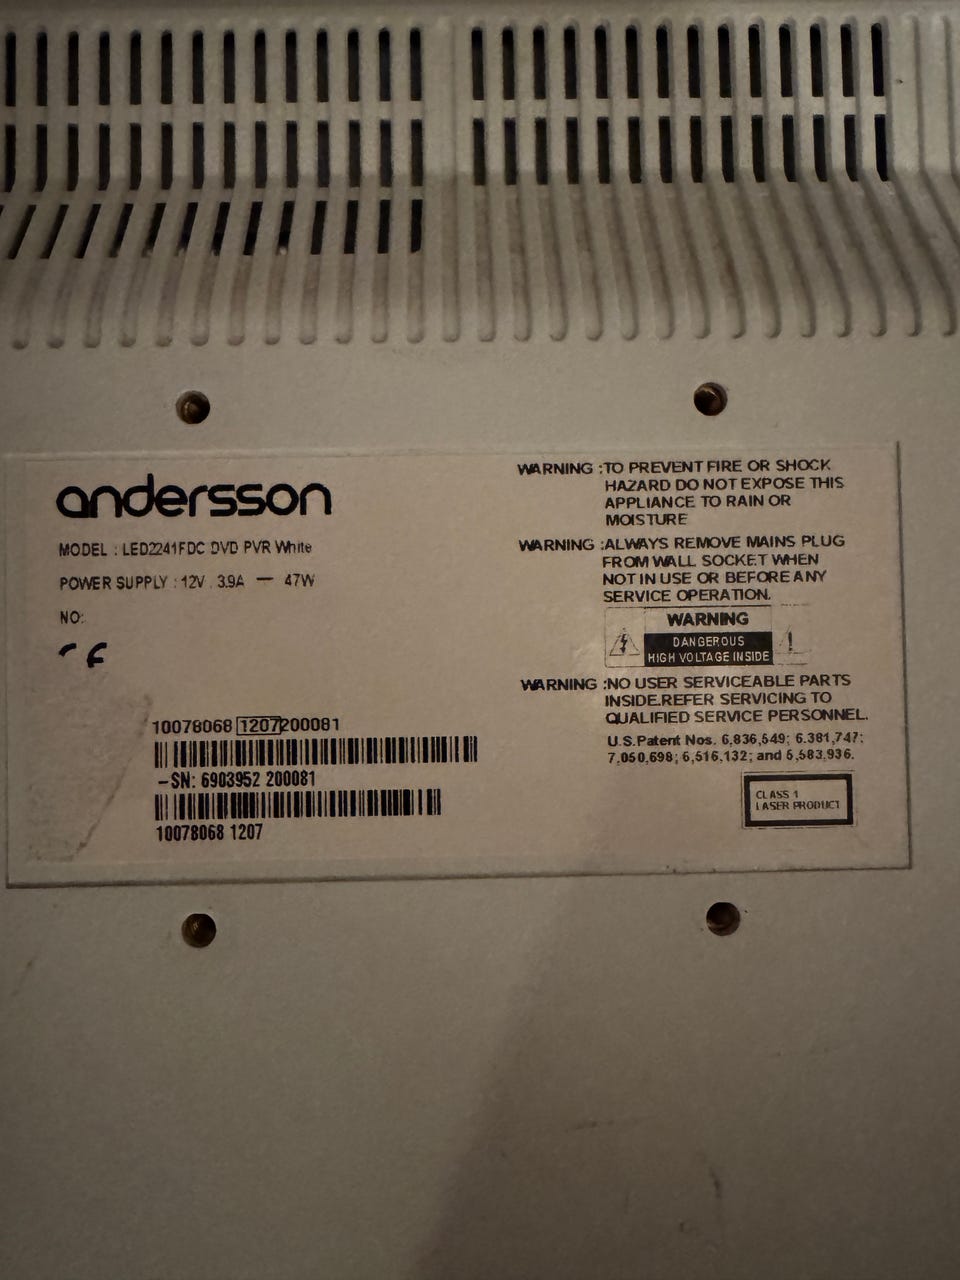 andersson
MODEL : LED2241FDC DVD PVR White
POWER SUPPLY : 12V 3.9A — 47W
NO:
CE
10078068 1207 200081
-SN: 6903952 200081
10078068 1207
WARNING :TO PREVENT FIRE OR SHOCK
HAZARD DO NOT EXPOSE THIS
APPLIANCE TO RAIN OR
MOISTURE
WARNING :ALWAYS REMOVE MAINS PLUG
FROM WALL SOCKET WHEN
NOT IN USE OR BEFORE ANY
SERVICE OPERATION.
WARNING
DANGEROUS
HIGH VOLTAGE INSIDE
!
WARNING :NO USER SERVICEABLE PARTS
INSIDE.REFER SERVICING TO
QUALIFIED SERVICE PERSONNEL.
U.S.Patent Nos. 6,836,549; 6.381,747;
7,050,698; 6,516,132; and 5,583,936.
CLASS 1
LASER PRODUCT